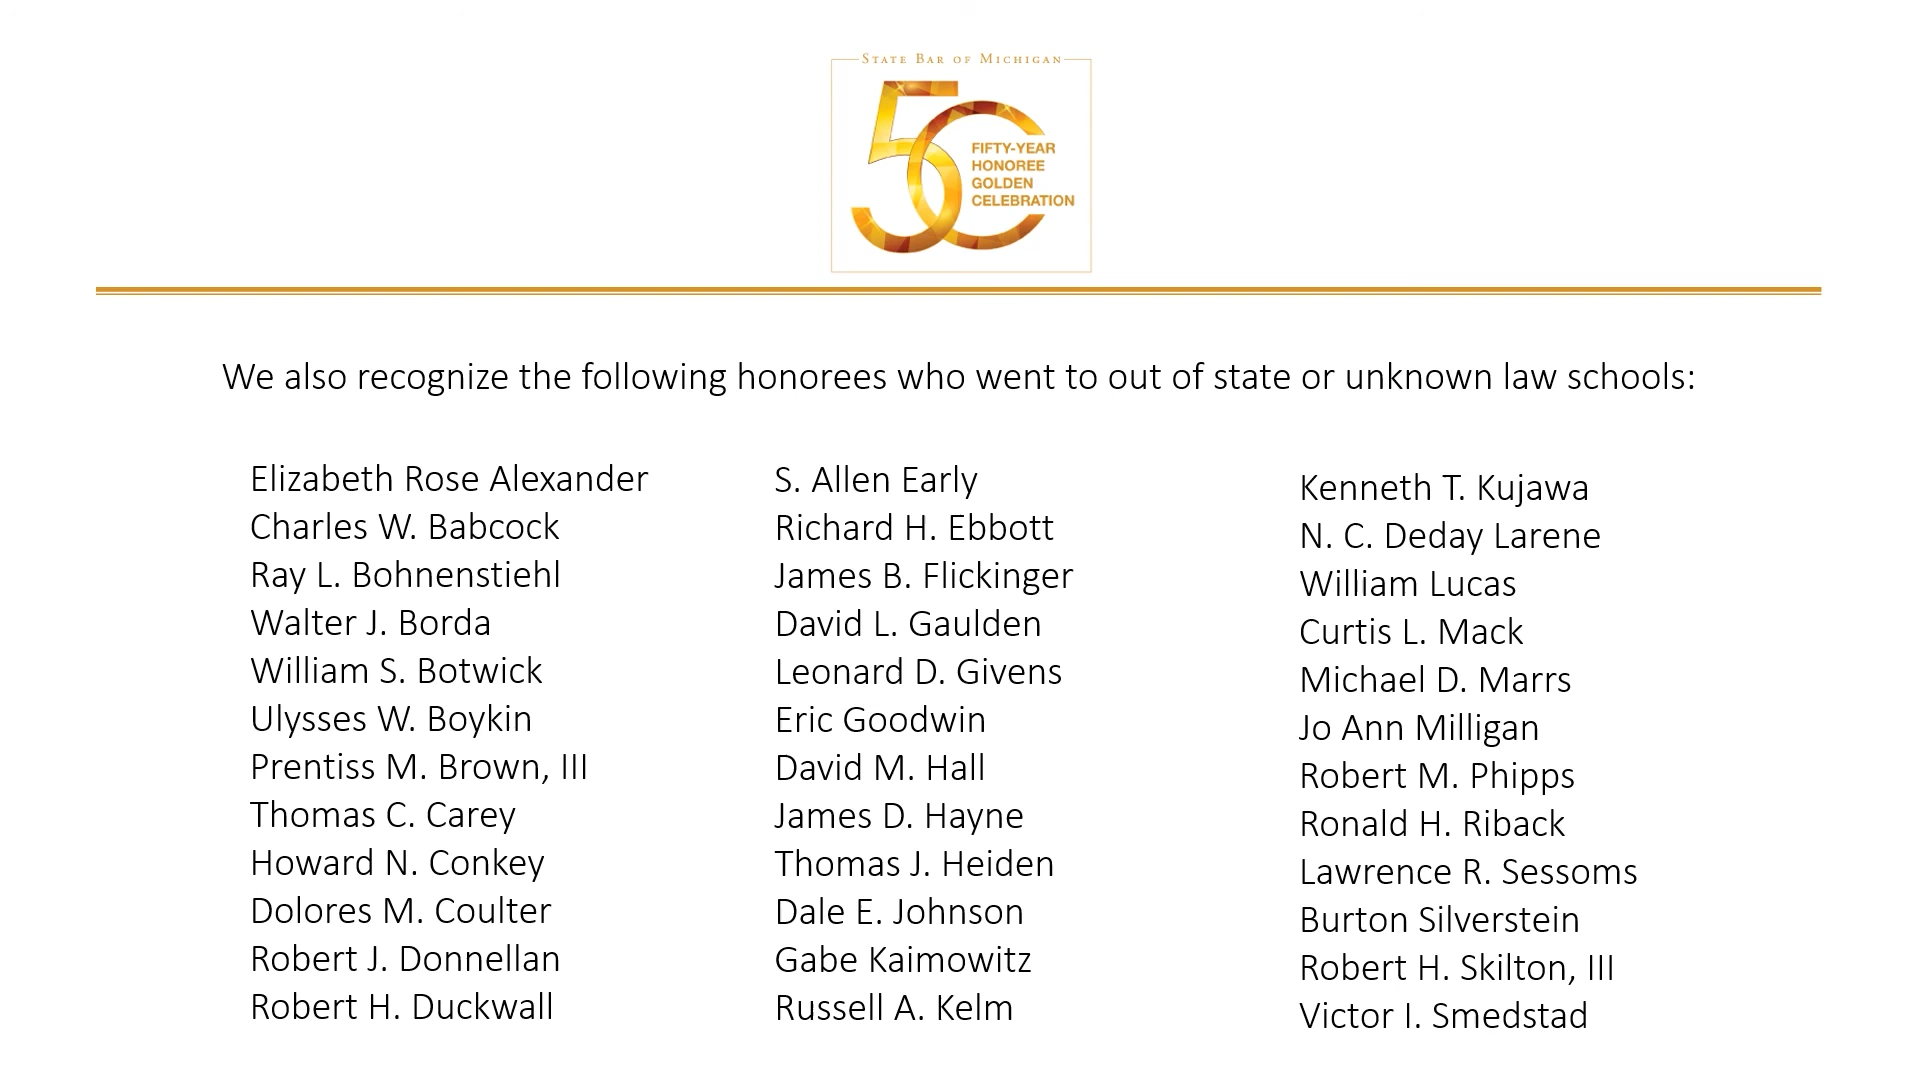 STATE BAR OF MICHIGAN
50
FIFTY-YEAR
HONOREE
GOLDEN
CELEBRATION
We also recognize the following honorees who went to out of state or unknown law schools:
Elizabeth Rose Alexander
Charles W. Babcock
Ray L. Bohnenstiehl
Walter J. Borda
William S. Botwick
Ulysses W. Boykin
Prentiss M. Brown, III
Thomas C. Carey
Howard N. Conkey
Dolores M. Coulter
Robert J. Donnellan
Robert H. Duckwall
S. Allen Early
Richard H. Ebbott
James B. Flickinger
David L. Gaulden
Leonard D. Givens
Eric Goodwin
David M. Hall
James D. Hayne
Thomas J. Heiden
Dale E. Johnson
Gabe Kaimowitz
Russell A. Kelm
Kenneth T. Kujawa
N. C. Deday Larene
William Lucas
Curtis L. Mack
Michael D. Marrs
Jo Ann Milligan
Robert M. Phipps
Ronald H. Riback
Lawrence R. Sessoms
Burton Silverstein
Robert H. Skilton, III
Victor I. Smedstad